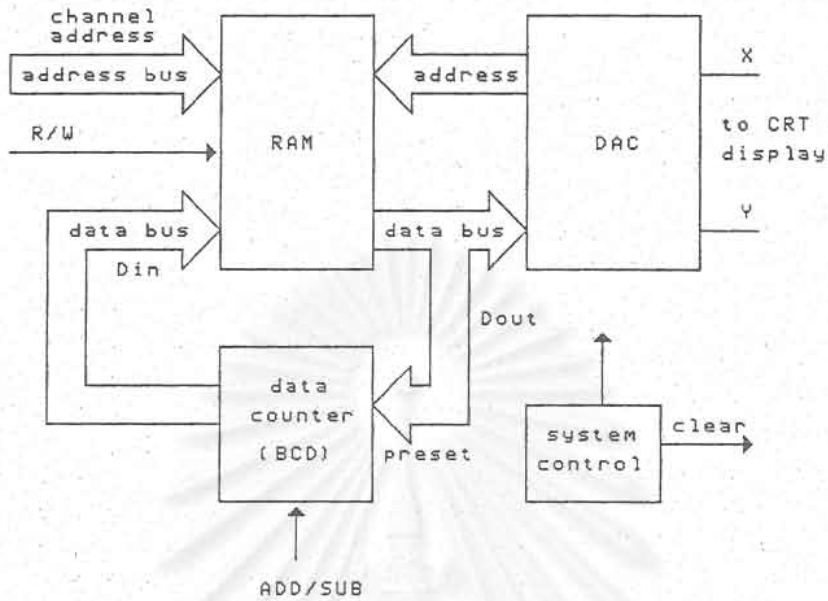 channel
address
address bus
address
X
R/W
RAM
DAC
to CRT
display
data bus
data bus
Y
Din
Dout
data
counter
(BCD)
preset
system
control
clear
ADD/SUB